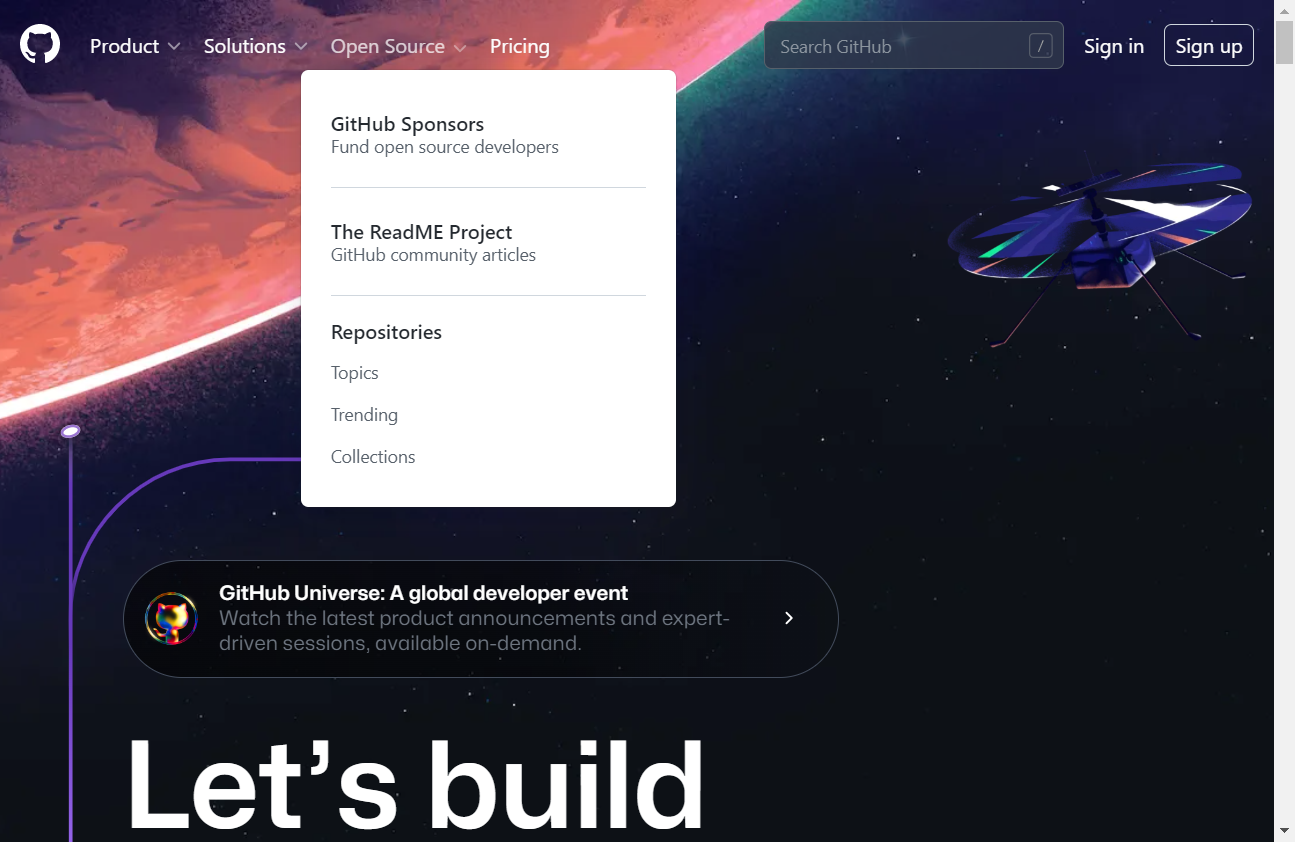 Product
Solutions
Open Source
Pricing
Search GitHub
/
Sign in
Sign up
GitHub Sponsors
Fund open source developers
The ReadME Project
GitHub community articles
Repositories
Topics
Trending
Collections
GitHub Universe: A global developer event
Watch the latest product announcements and expert-
driven sessions, available on-demand.
Let’s build